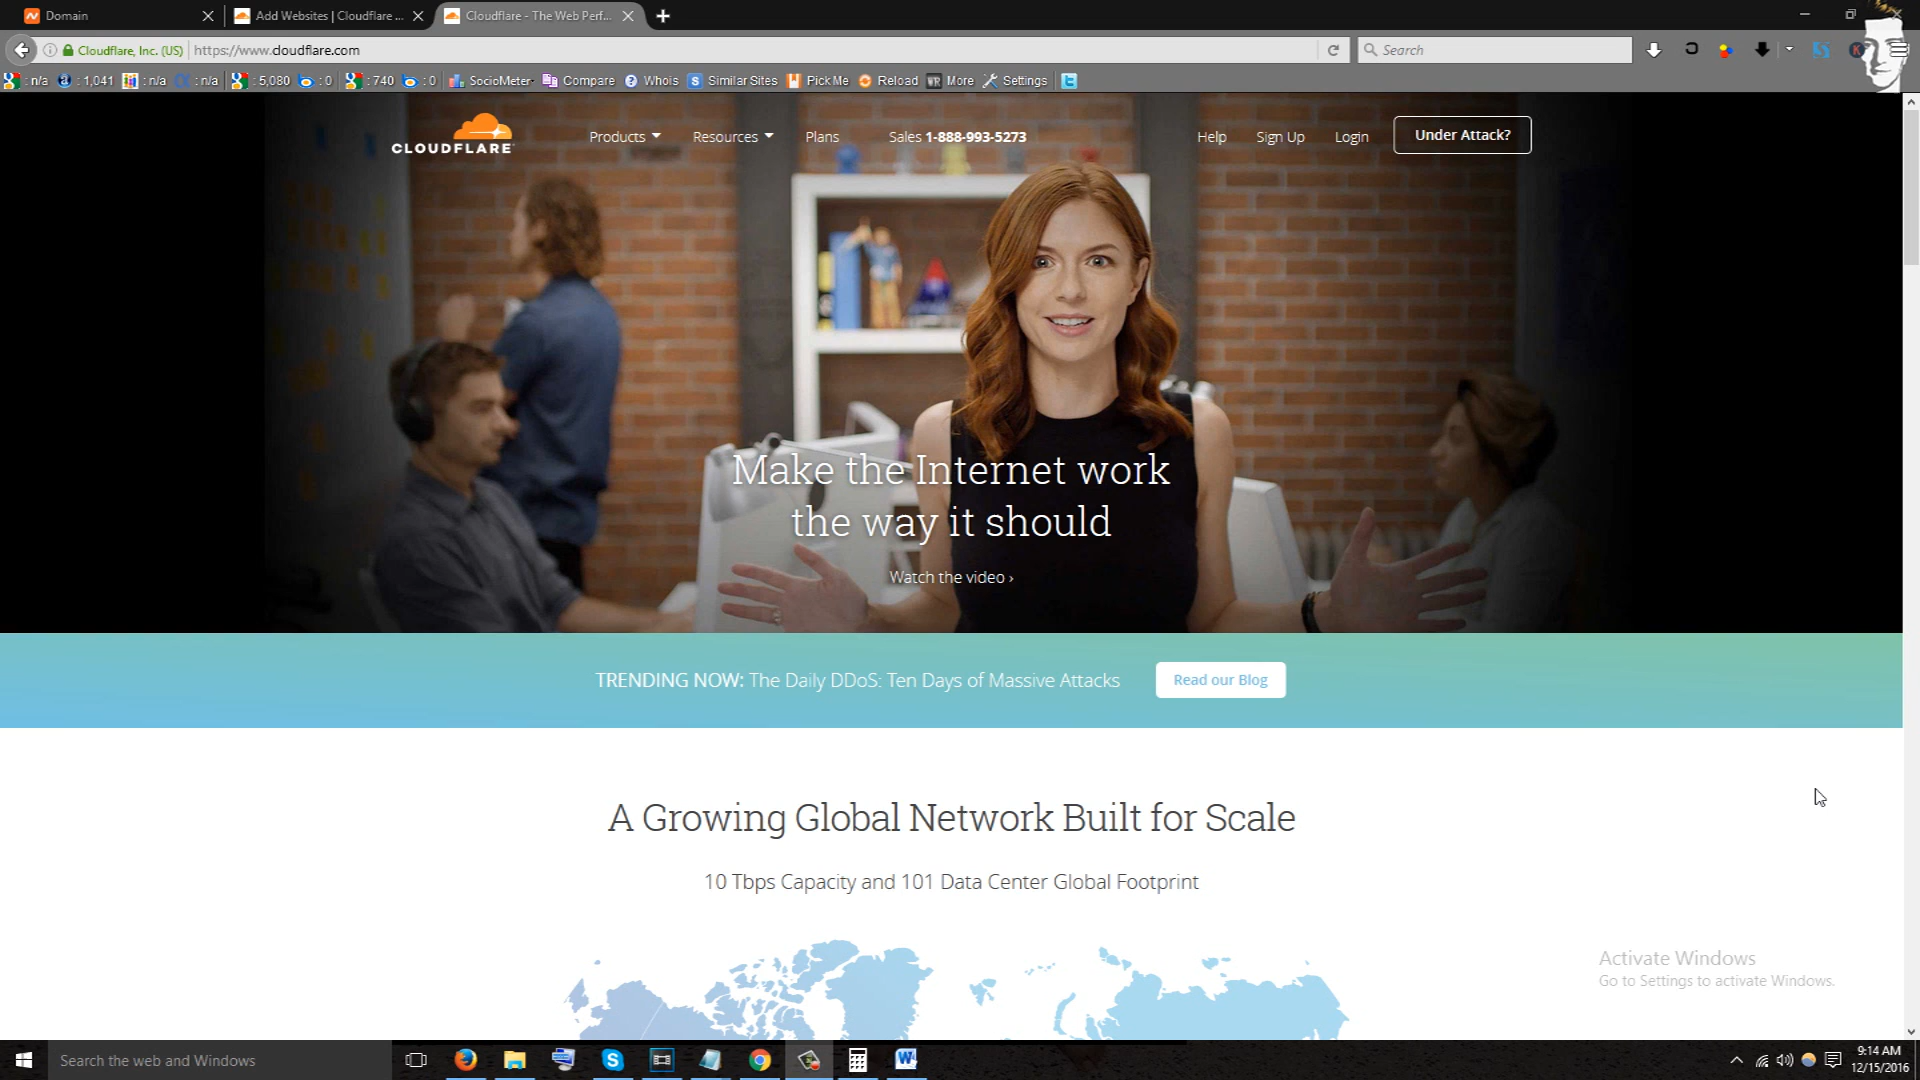 Domain
Add Websites | Cloudflare ...
Cloudflare - The Web Perf...
Cloudflare, Inc. (US)
https://www.cloudflare.com
Search
: n/a
: 1,041
: n/a
: n/a
: 5,080
: 0
: 740
: 0
SocioMeter
Compare
Whois
Similar Sites
Pick Me
Reload
More
Settings
CLOUDFLARE
Products
Resources
Plans
Sales 1-888-993-5273
Help
Sign Up
Login
Under Attack?
Make the Internet work
the way it should
Watch the video ›
TRENDING NOW: The Daily DDoS: Ten Days of Massive Attacks
Read our Blog
A Growing Global Network Built for Scale
10 Tbps Capacity and 101 Data Center Global Footprint
Activate Windows
Go to Settings to activate Windows.
Search the web and Windows
9:14 AM
12/15/2016